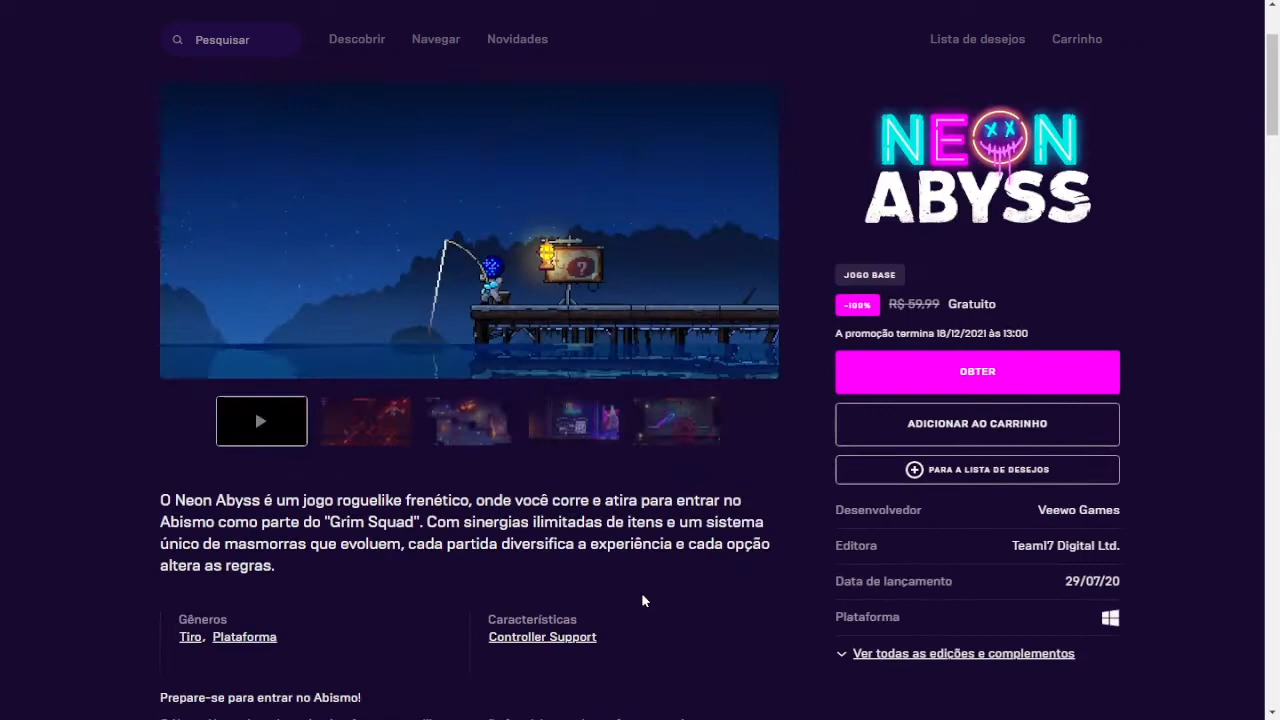 Pesquisar
Descobrir
Navegar
Novidades
Lista de desejos
Carrinho
NEON
ABYSS
JOGO BASE
-100% R$ 59,99 Gratuito
A promoção termina 18/12/2021 às 13:00
OBTER
ADICIONAR AO CARRINHO
PARA A LISTA DE DESEJOS
Desenvolvedor Veewo Games
Editora Team17 Digital Ltd.
Data de lançamento 29/07/20
Plataforma
Ver todas as edições e complementos
?
O Neon Abyss é um jogo roguelike frenético, onde você corre e atira para entrar no
Abismo como parte do "Grim Squad". Com sinergias ilimitadas de itens e um sistema
único de masmorras que evoluem, cada partida diversifica a experiência e cada opção
altera as regras.
Gêneros
Tiro, Plataforma
Características
Controller Support
Prepare-se para entrar no Abismo!